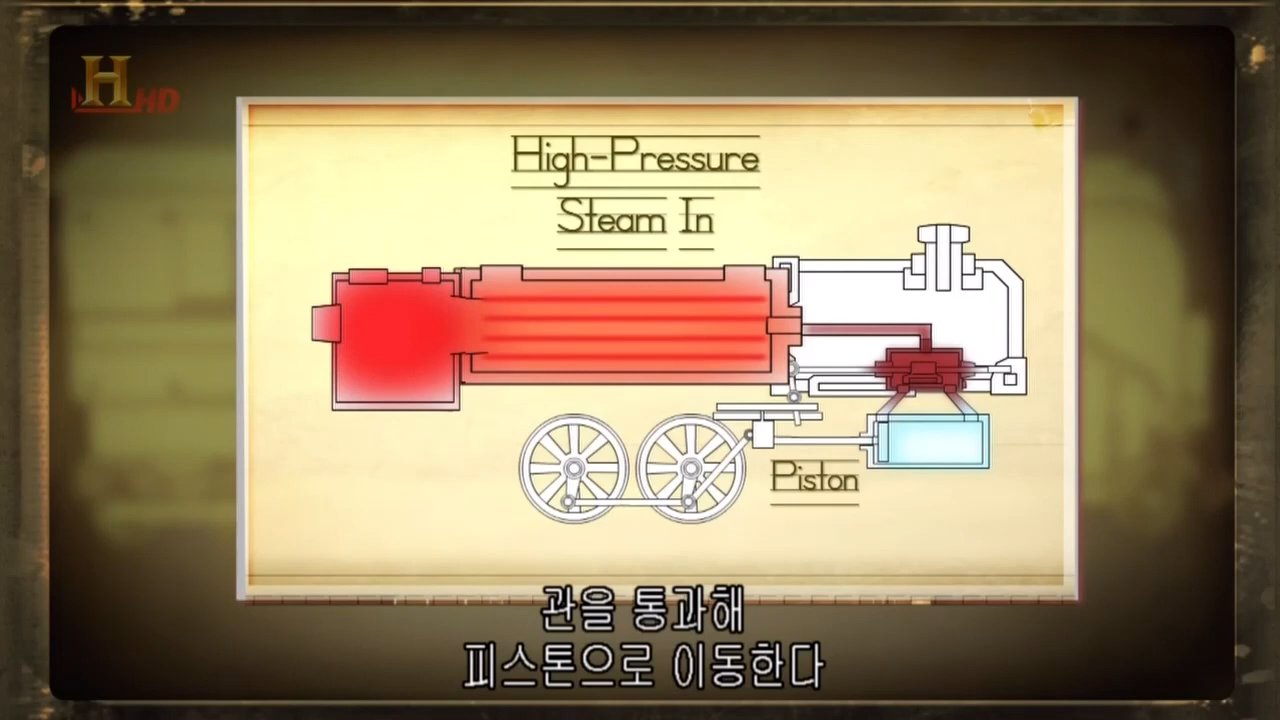 H
HD
High-Pressure
Steam In
Piston
관을 통과해
피스톤으로 이동한다